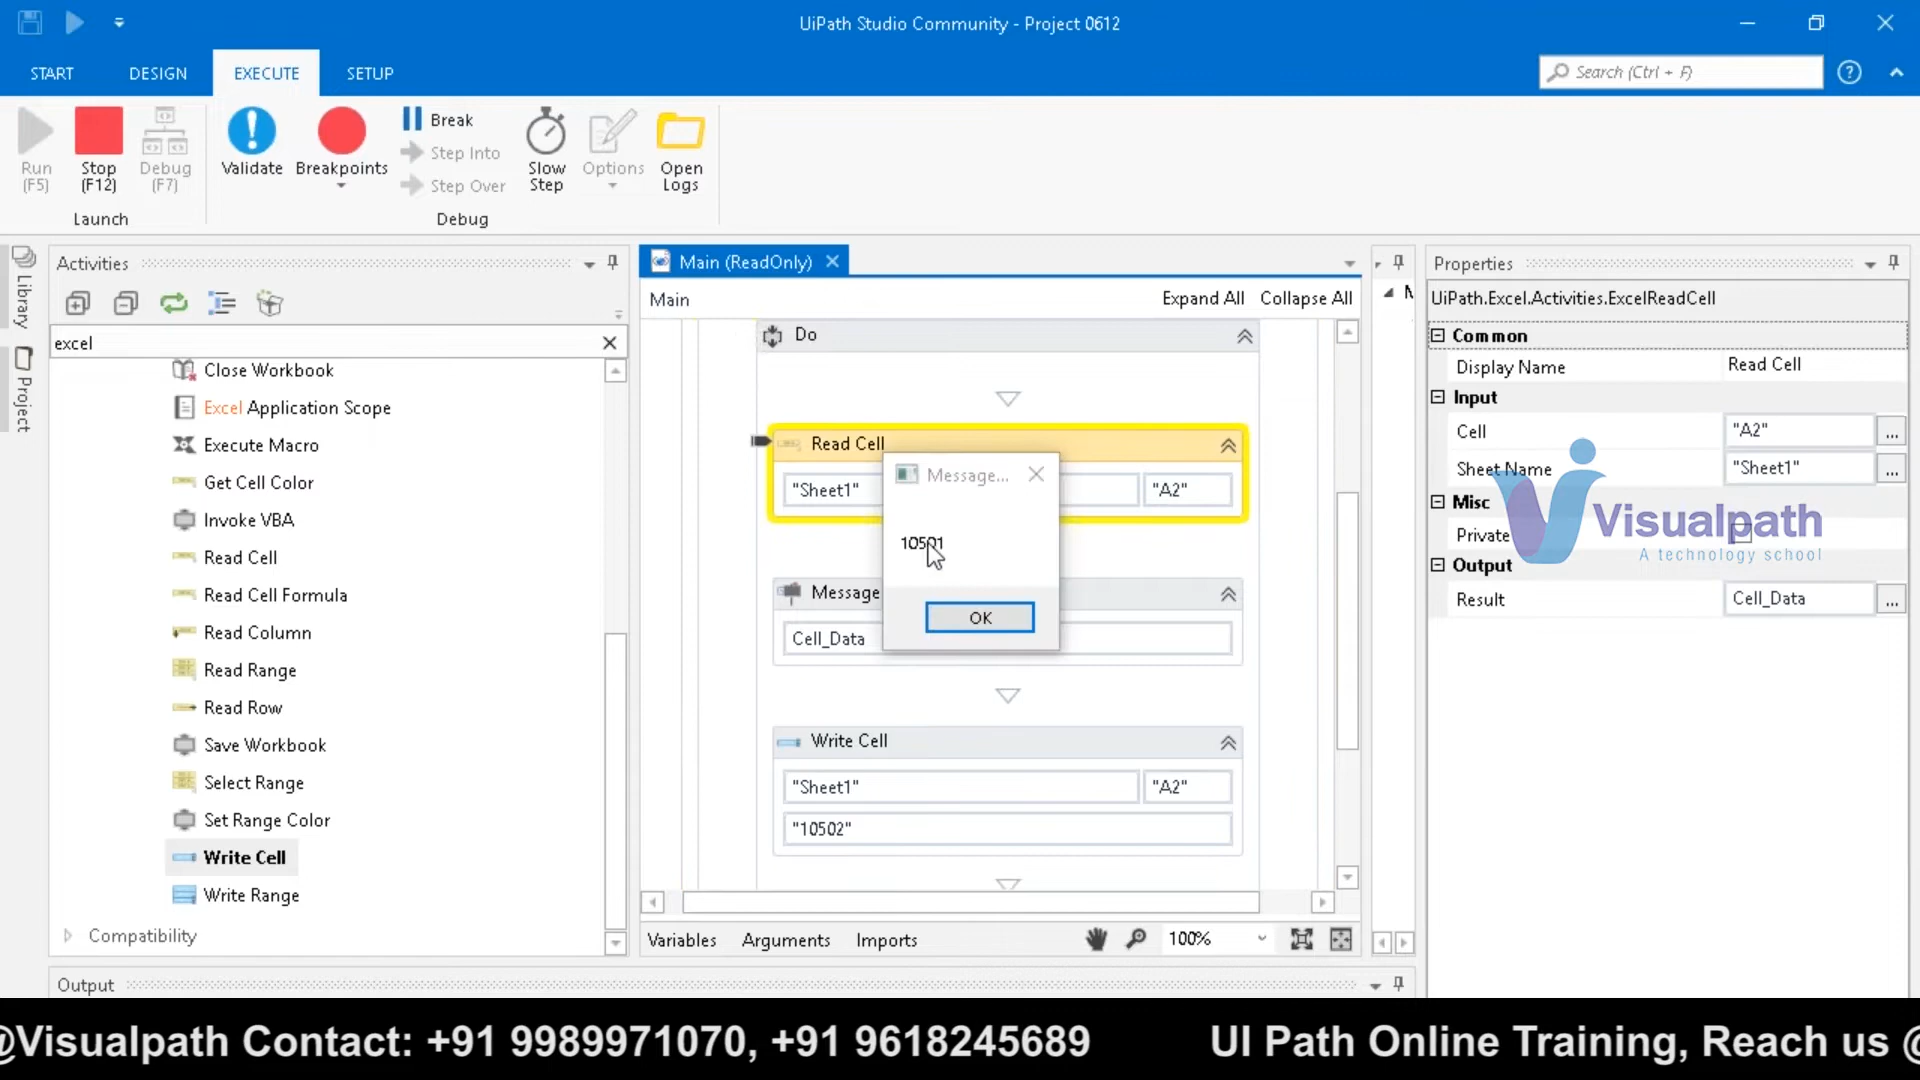 UiPath Studio Community - Project 0612
START DESIGN EXECUTE SETUP
Search (Ctrl + F)
Run (F5)
Stop (F12)
Debug (F7)
Launch
Validate
Breakpoints
Break
Step Into
Step Over
Slow Step
Options
Open Logs
Debug
Library
Project
Activities
excel
Close Workbook
Excel Application Scope
Execute Macro
Get Cell Color
Invoke VBA
Read Cell
Read Cell Formula
Read Column
Read Range
Read Row
Save Workbook
Select Range
Set Range Color
Write Cell
Write Range
Compatibility
Output
Main (ReadOnly)
Main
Expand All Collapse All
Do
Read Cell
"Sheet1" "A2"
Message...
10501
OK
Message
Cell_Data
Write Cell
"Sheet1" "A2"
"10502"
Variables Arguments Imports
100%
Properties
UiPath.Excel.Activities.ExcelReadCell
Common
Display Name Read Cell
Input
Cell "A2" ...
Sheet Name "Sheet1" ...
Misc
Private
Output
Result Cell_Data ...
Visualpath
A technology school
@Visualpath Contact: +91 9989971070, +91 9618245689 UI Path Online Training, Reach us @